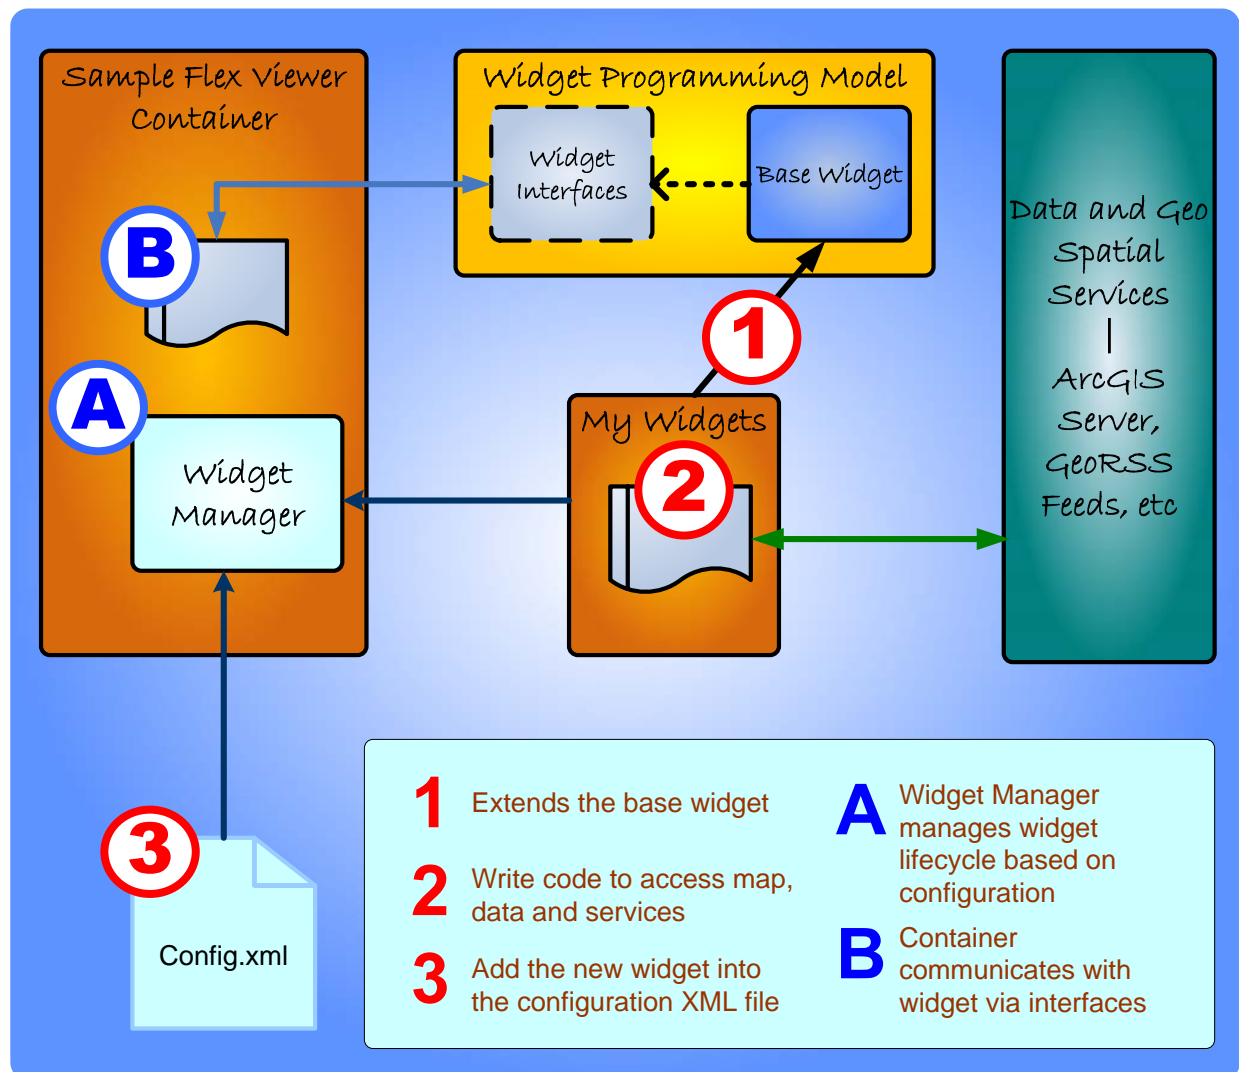 Sample Flex Viewer
Container
Widget Programming Model
Widget
Interfaces
Base Widget
Data and Geo
Spatial
Services
|
ArcGIS
Server,
GeoRSS
Feeds, etc
B
A
Widget
Manager
1
My Widgets
2
3
Config.xml
1 Extends the base widget
2 Write code to access map,
data and services
3 Add the new widget into
the configuration XML file
A Widget Manager
manages widget
lifecycle based on
configuration
B Container
communicates with
widget via interfaces